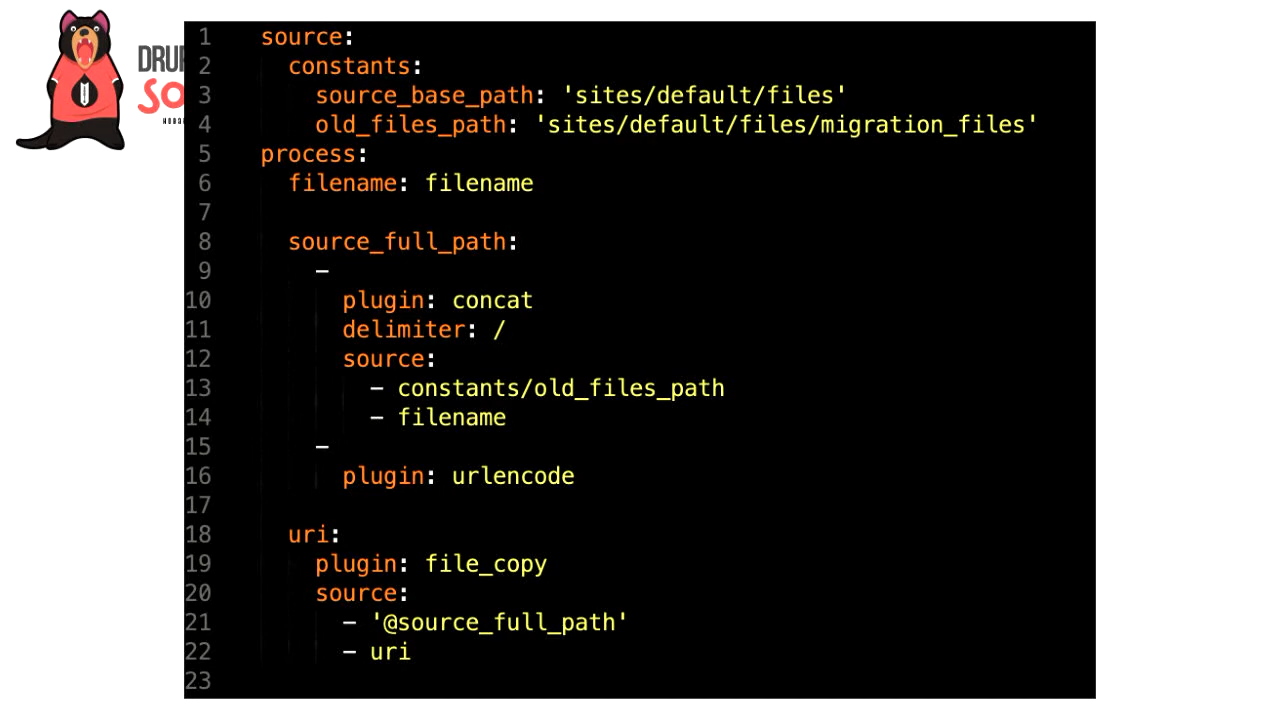 DRU
SO
1 source:
2 constants:
3 source_base_path: 'sites/default/files'
4 old_files_path: 'sites/default/files/migration_files'
5 process:
6 filename: filename
7
8 source_full_path:
9 -
10 plugin: concat
11 delimiter: /
12 source:
13 - constants/old_files_path
14 - filename
15 -
16 plugin: urlencode
17
18 uri:
19 plugin: file_copy
20 source:
21 - '@source_full_path'
22 - uri
23